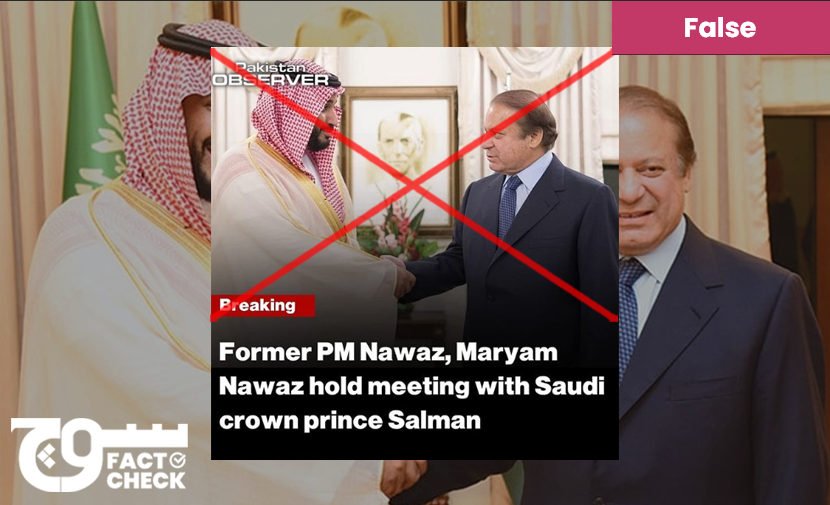 False
Pakistan
OBSERVER
Breaking
Former PM Nawaz, Maryam
Nawaz hold meeting with Saudi
crown prince Salman
FACT
CHECK